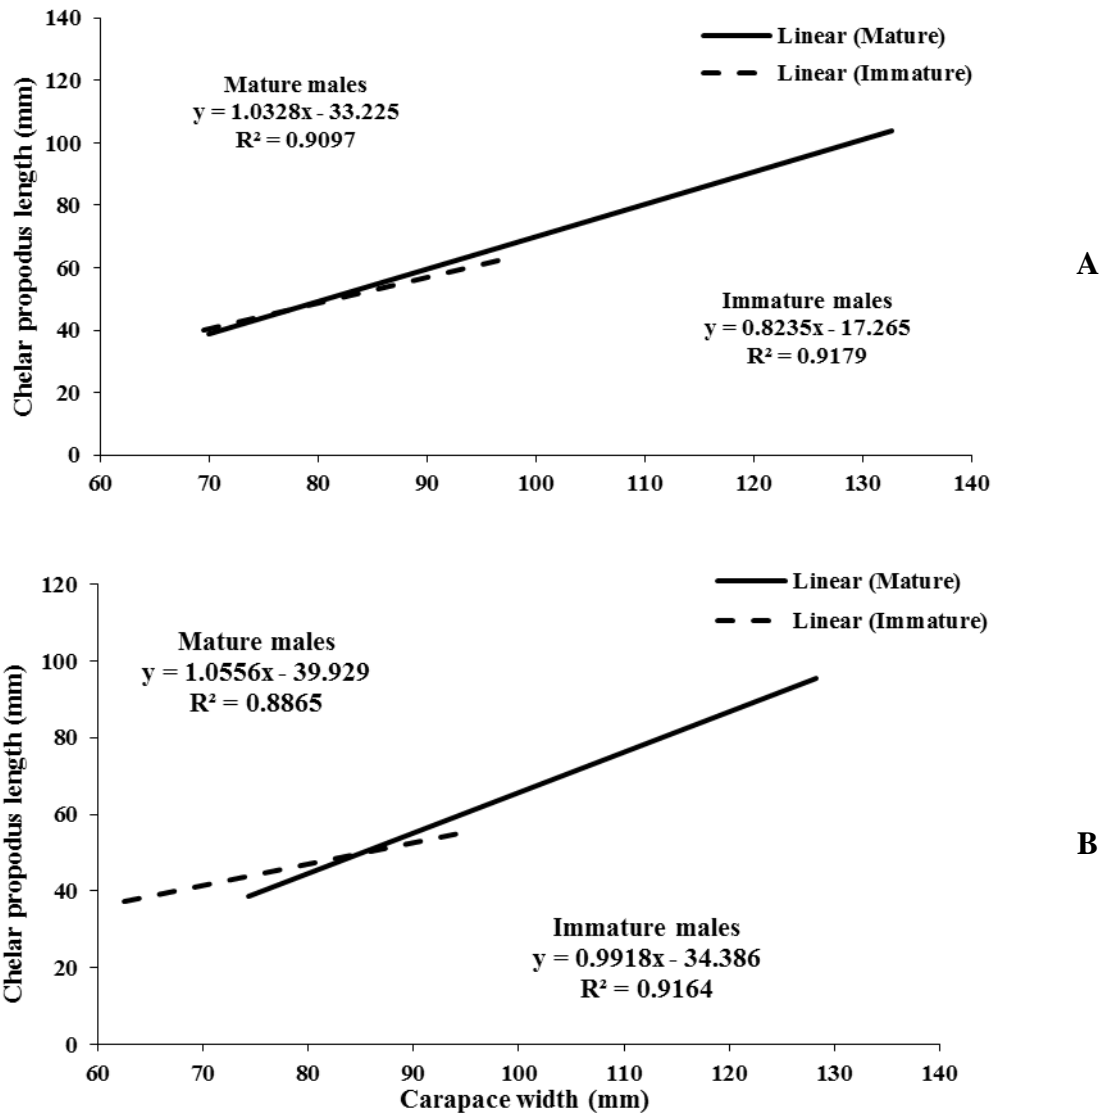 140
120
100
80
60
40
20
0
Chelar propodus length (mm)
Linear (Mature)
Linear (Immature)
Mature males
y = 1.0328x - 33.225
R² = 0.9097
Immature males
y = 0.8235x - 17.265
R² = 0.9179
60 70 80 90 100 110 120 130 140
A
120
100
80
60
40
20
0
Chelar propodus length (mm)
Linear (Mature)
Linear (Immature)
Mature males
y = 1.0556x - 39.929
R² = 0.8865
Immature males
y = 0.9918x - 34.386
R² = 0.9164
60 70 80 90 100 110 120 130 140
Carapace width (mm)
B